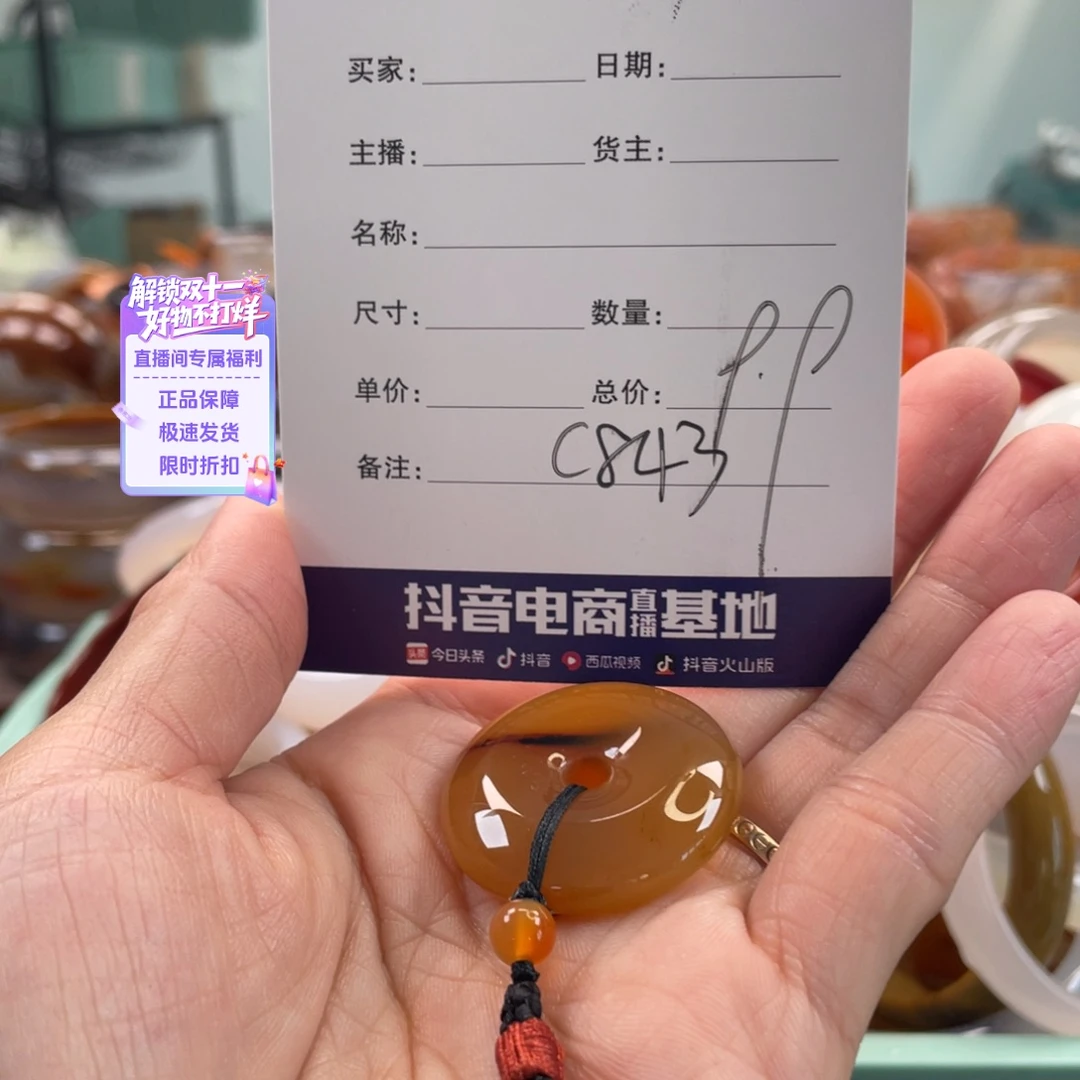 买家： 日期：
主播： 货主：
名称：
尺寸： 数量：
单价： 总价：
备注： C843
抖音电商直播基地
头条 今日头条 抖音 西瓜视频 抖音火山版
解锁双十一
好物不打烊
直播间专属福利
正品保障
极速发货
限时折扣